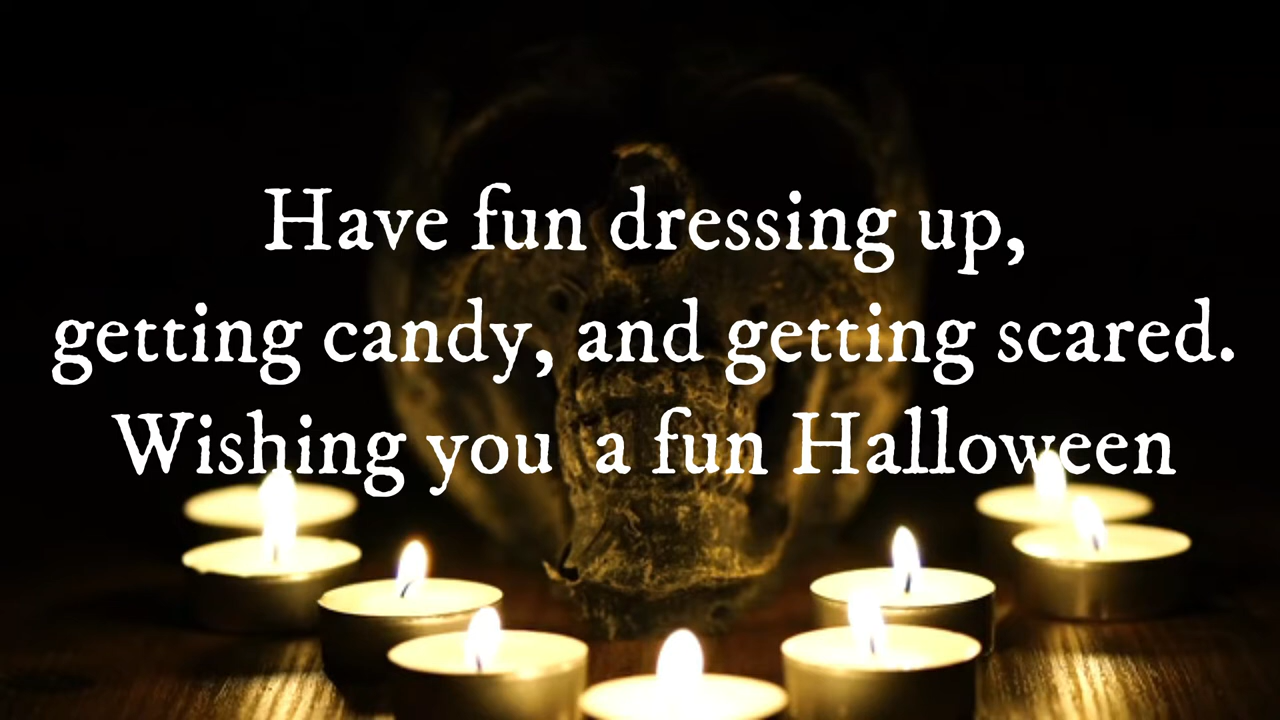 Have fun dressing up,
getting candy, and getting scared.
Wishing you a fun Halloween